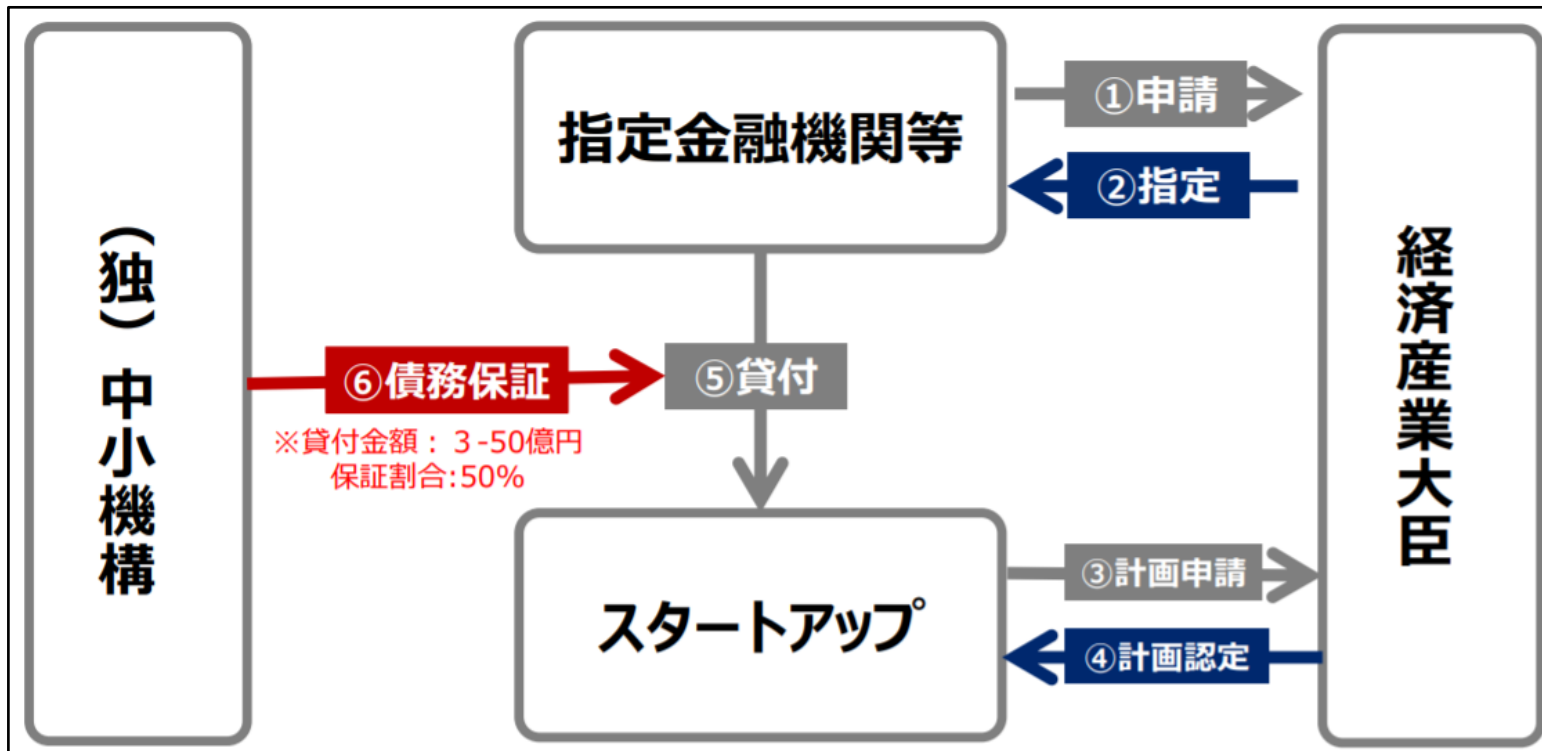 （独）中小機構
指定金融機関等
①申請
②指定
経済産業大臣
⑥債務保証
⑤貸付
※貸付金額：３-50億円
保証割合:50%
スタートアップ
③計画申請
④計画認定